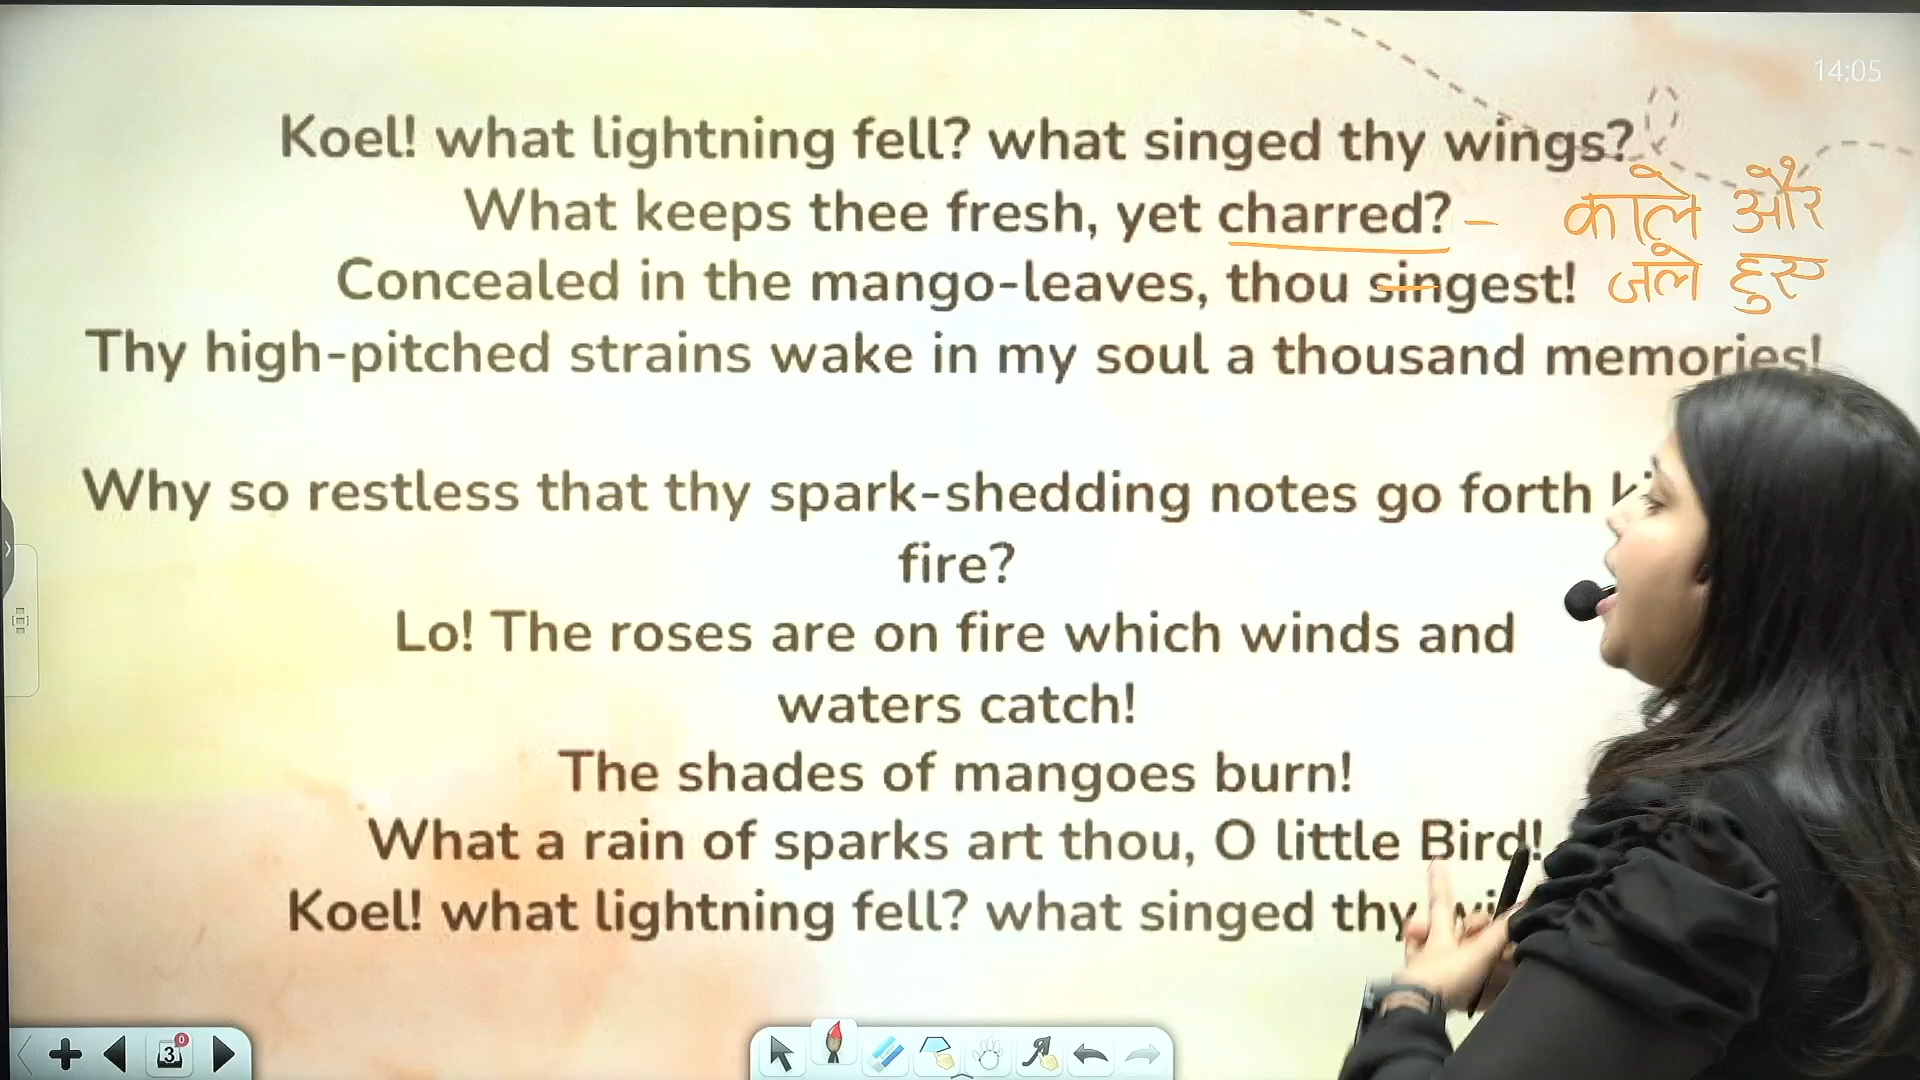 14:05
Koel! what lightning fell? what singed thy wings?
What keeps thee fresh, yet charred? – काले और
Concealed in the mango-leaves, thou singest! जले हुए
Thy high-pitched strains wake in my soul a thousand memories!
Why so restless that thy spark-shedding notes go forth
fire?
Lo! The roses are on fire which winds and
waters catch!
The shades of mangoes burn!
What a rain of sparks art thou, O little Bird!
Koel! what lightning fell? what singed thy
3
0